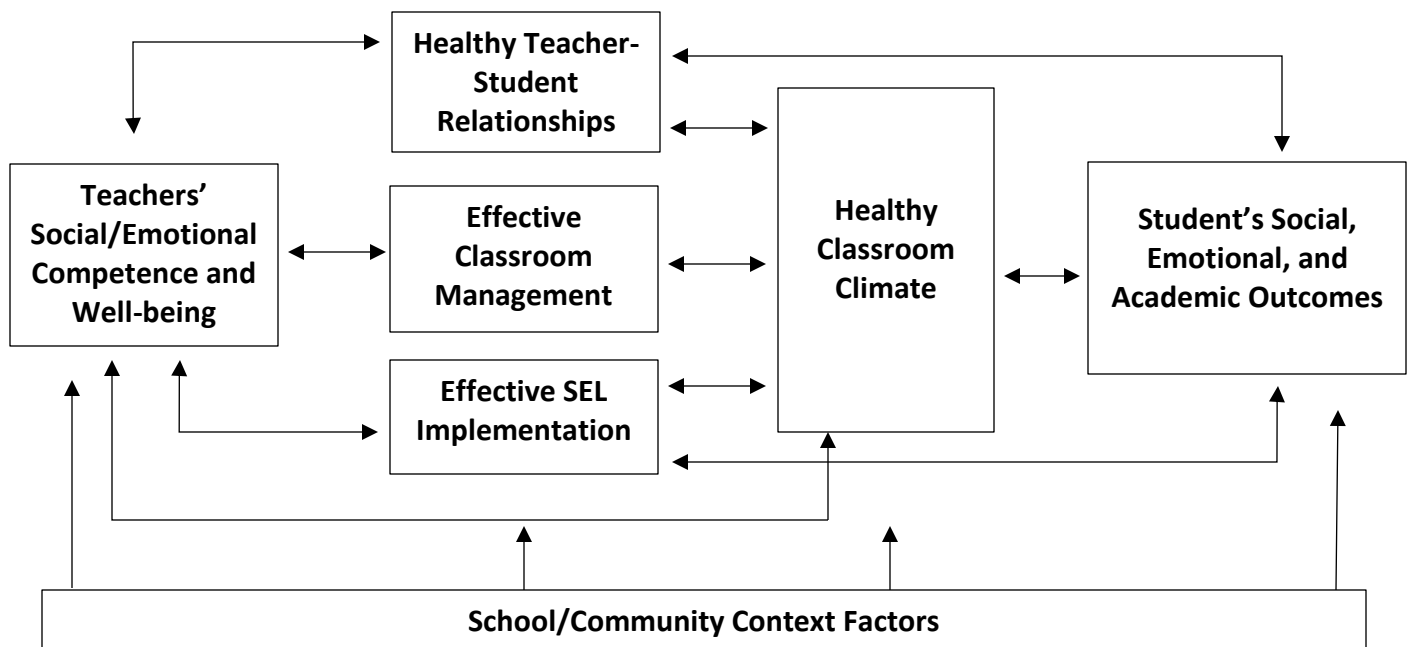 Healthy Teacher-
Student
Relationships
Teachers’
Social/Emotional
Competence and
Well-being
Effective
Classroom
Management
Effective SEL
Implementation
Healthy
Classroom
Climate
Student’s Social,
Emotional, and
Academic Outcomes
School/Community Context Factors